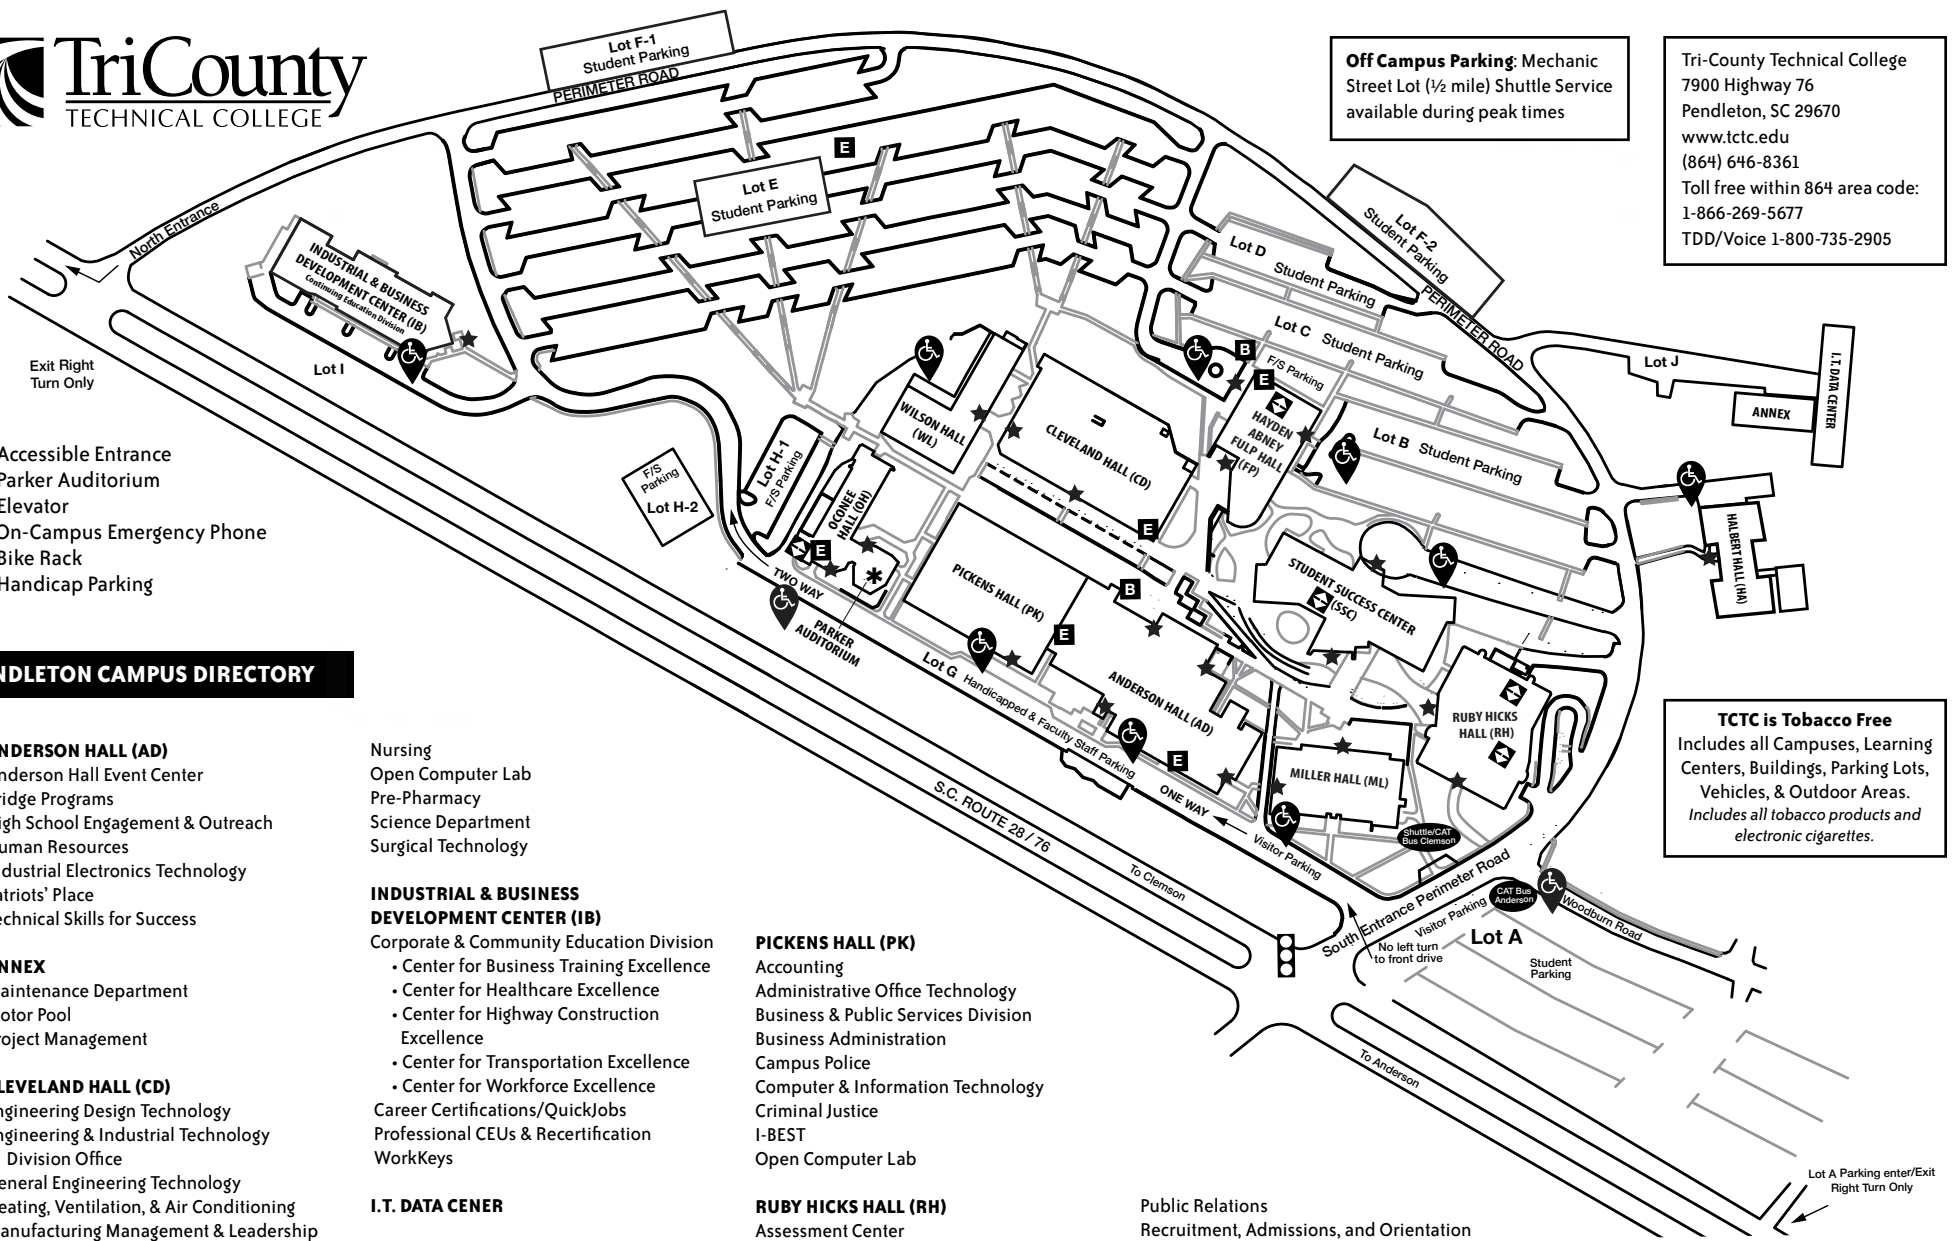 TriCounty
TECHNICAL COLLEGE
Lot F-1
Student Parking
PERIMETER ROAD
Off Campus Parking: Mechanic
Street Lot (½ mile) Shuttle Service
available during peak times
Tri-County Technical College
7900 Highway 76
Pendleton, SC 29670
www.tctc.edu
(864) 646-8361
Toll free within 864 area code:
1-866-269-5677
TDD/Voice 1-800-735-2905
E
Lot E
Student Parking
North Entrance
INDUSTRIAL & BUSINESS
DEVELOPMENT CENTER (IB)
Continuing Education Division
Lot I
Exit Right
Turn Only
Lot F-2
Student Parking
PERIMETER ROAD
Lot D Student Parking
Lot C Student Parking
B
F/S Parking
E
Lot B Student Parking
Lot J
ANNEX
I.T. DATA CENTER
HAYDEN
ABNEY
FULP HALL
(FP)
WILSON HALL
(WL)
CLEVELAND HALL (CD)
E
Lot H-1
F/S Parking
F/S
Parking
Lot H-2
OCONEE
HALL (OH)
E
TWO WAY
PARKER
AUDITORIUM
PICKENS HALL (PK)
B
E
STUDENT SUCCESS CENTER
(SSC)
HALBERT HALL (HA)
Lot G Handicapped & Faculty Staff Parking
ANDERSON HALL (AD)
E
RUBY HICKS
HALL (RH)
MILLER HALL (ML)
ONE WAY
Visitor Parking
Shuttle/CAT
Bus Clemson
S.C. ROUTE 28 / 76
To Clemson
South Entrance Perimeter Road
Visitor Parking
CAT Bus
Anderson
Woodburn Road
Lot A
Student
Parking
No left turn
to front drive
To Anderson
Lot A Parking enter/Exit
Right Turn Only
TCTC is Tobacco Free
Includes all Campuses, Learning
Centers, Buildings, Parking Lots,
Vehicles, & Outdoor Areas.
Includes all tobacco products and
electronic cigarettes.
Accessible Entrance
Parker Auditorium
Elevator
On-Campus Emergency Phone
Bike Rack
Handicap Parking
NDLETON CAMPUS DIRECTORY
NDERSON HALL (AD)
nderson Hall Event Center
ridge Programs
igh School Engagement & Outreach
uman Resources
ndustrial Electronics Technology
atriots' Place
echnical Skills for Success
NNEX
aintenance Department
otor Pool
roject Management
LEVELAND HALL (CD)
ngineering Design Technology
ngineering & Industrial Technology
Division Office
eneral Engineering Technology
eating, Ventilation, & Air Conditioning
anufacturing Management & Leadership
Nursing
Open Computer Lab
Pre-Pharmacy
Science Department
Surgical Technology
INDUSTRIAL & BUSINESS
DEVELOPMENT CENTER (IB)
Corporate & Community Education Division
• Center for Business Training Excellence
• Center for Healthcare Excellence
• Center for Highway Construction
Excellence
• Center for Transportation Excellence
• Center for Workforce Excellence
Career Certifications/QuickJobs
Professional CEUs & Recertification
WorkKeys
I.T. DATA CENER
PICKENS HALL (PK)
Accounting
Administrative Office Technology
Business & Public Services Division
Business Administration
Campus Police
Computer & Information Technology
Criminal Justice
I-BEST
Open Computer Lab
RUBY HICKS HALL (RH)
Assessment Center
Public Relations
Recruitment, Admissions, and Orientation